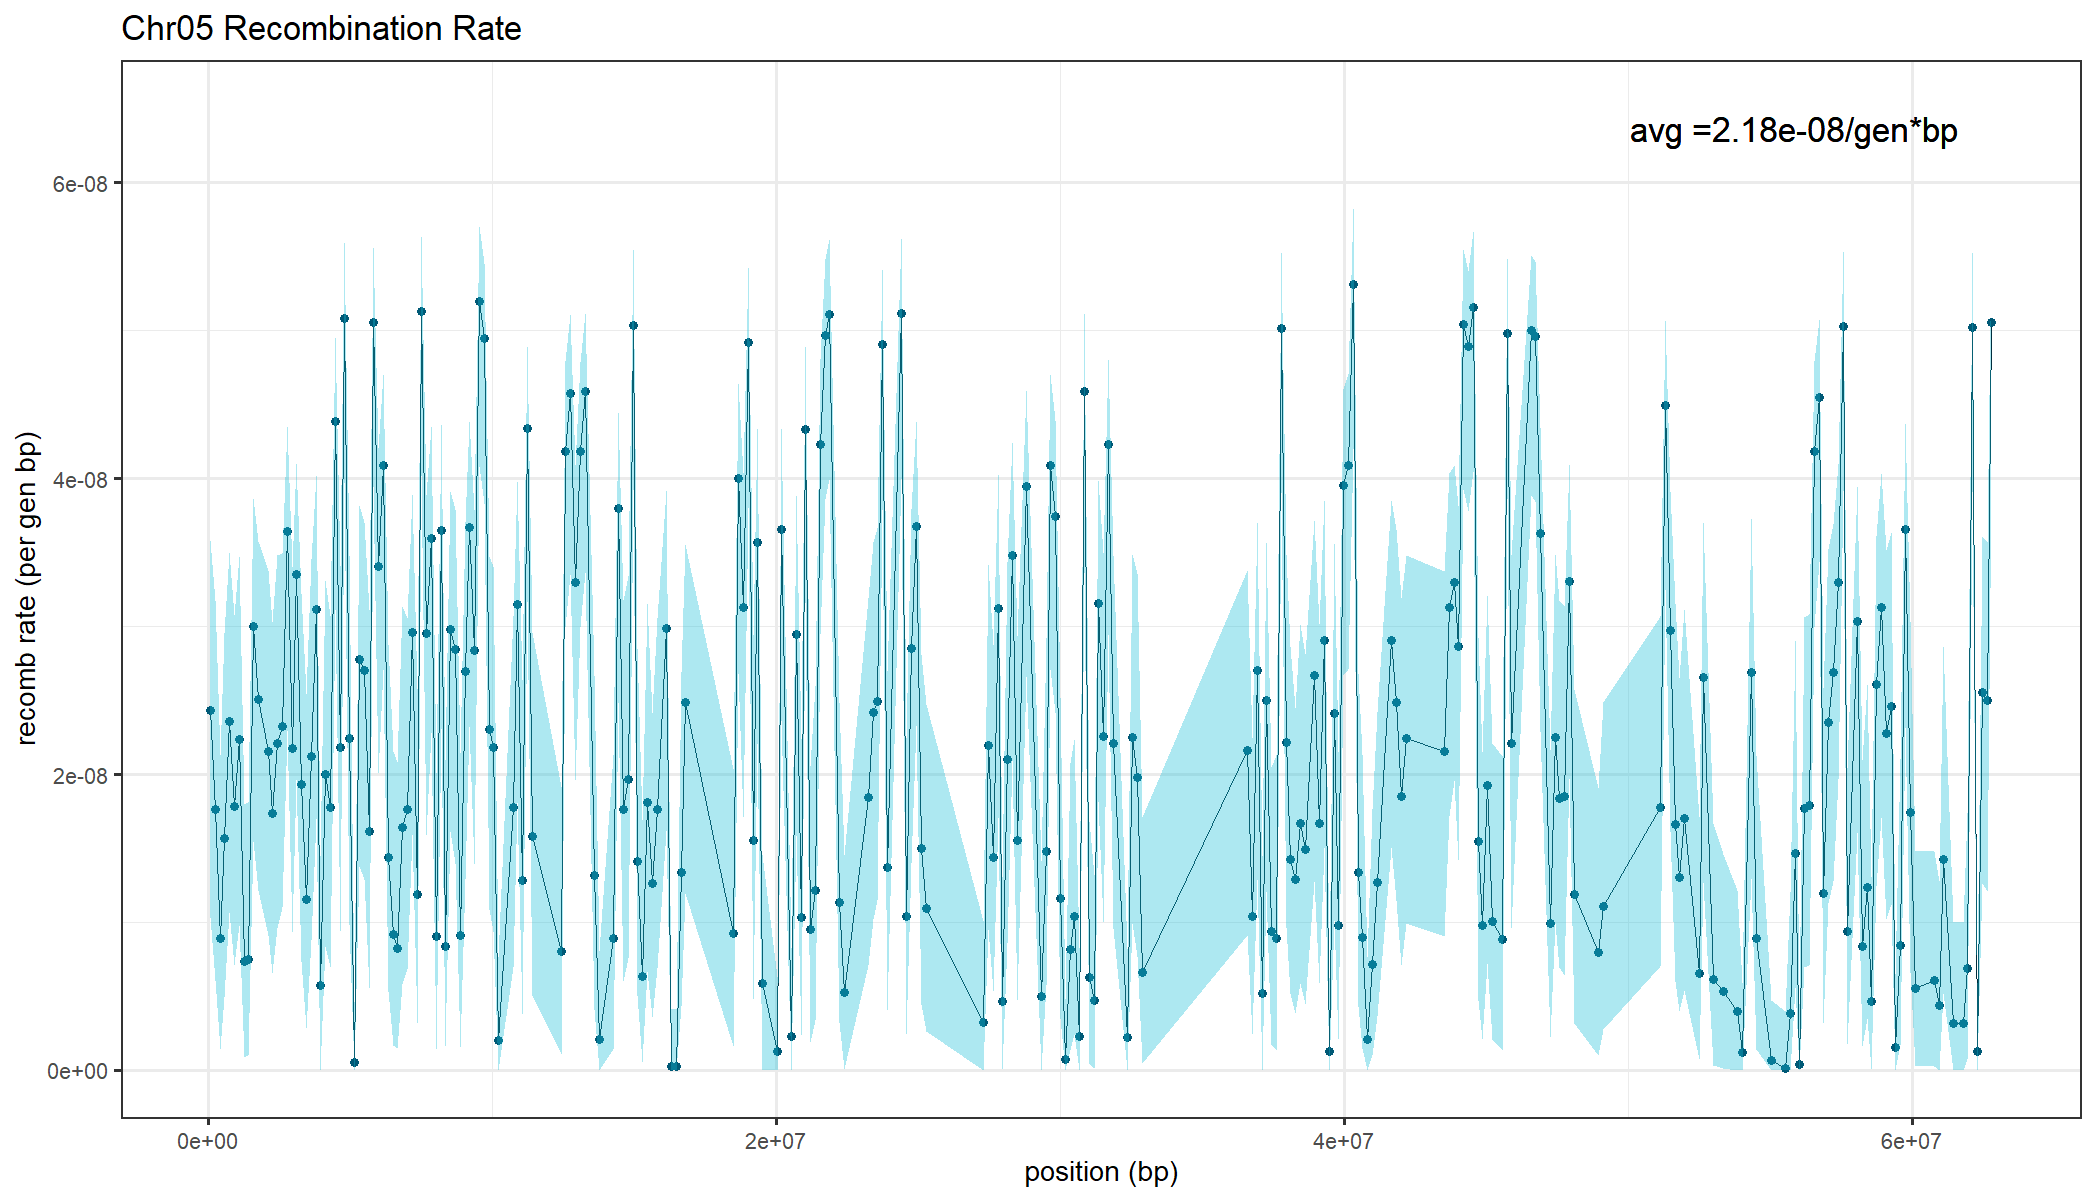 Chr05 Recombination Rate
avg =2.18e-08/gen*bp
recomb rate (per gen bp)
6e-08
4e-08
2e-08
0e+00
0e+00 2e+07 4e+07 6e+07
position (bp)